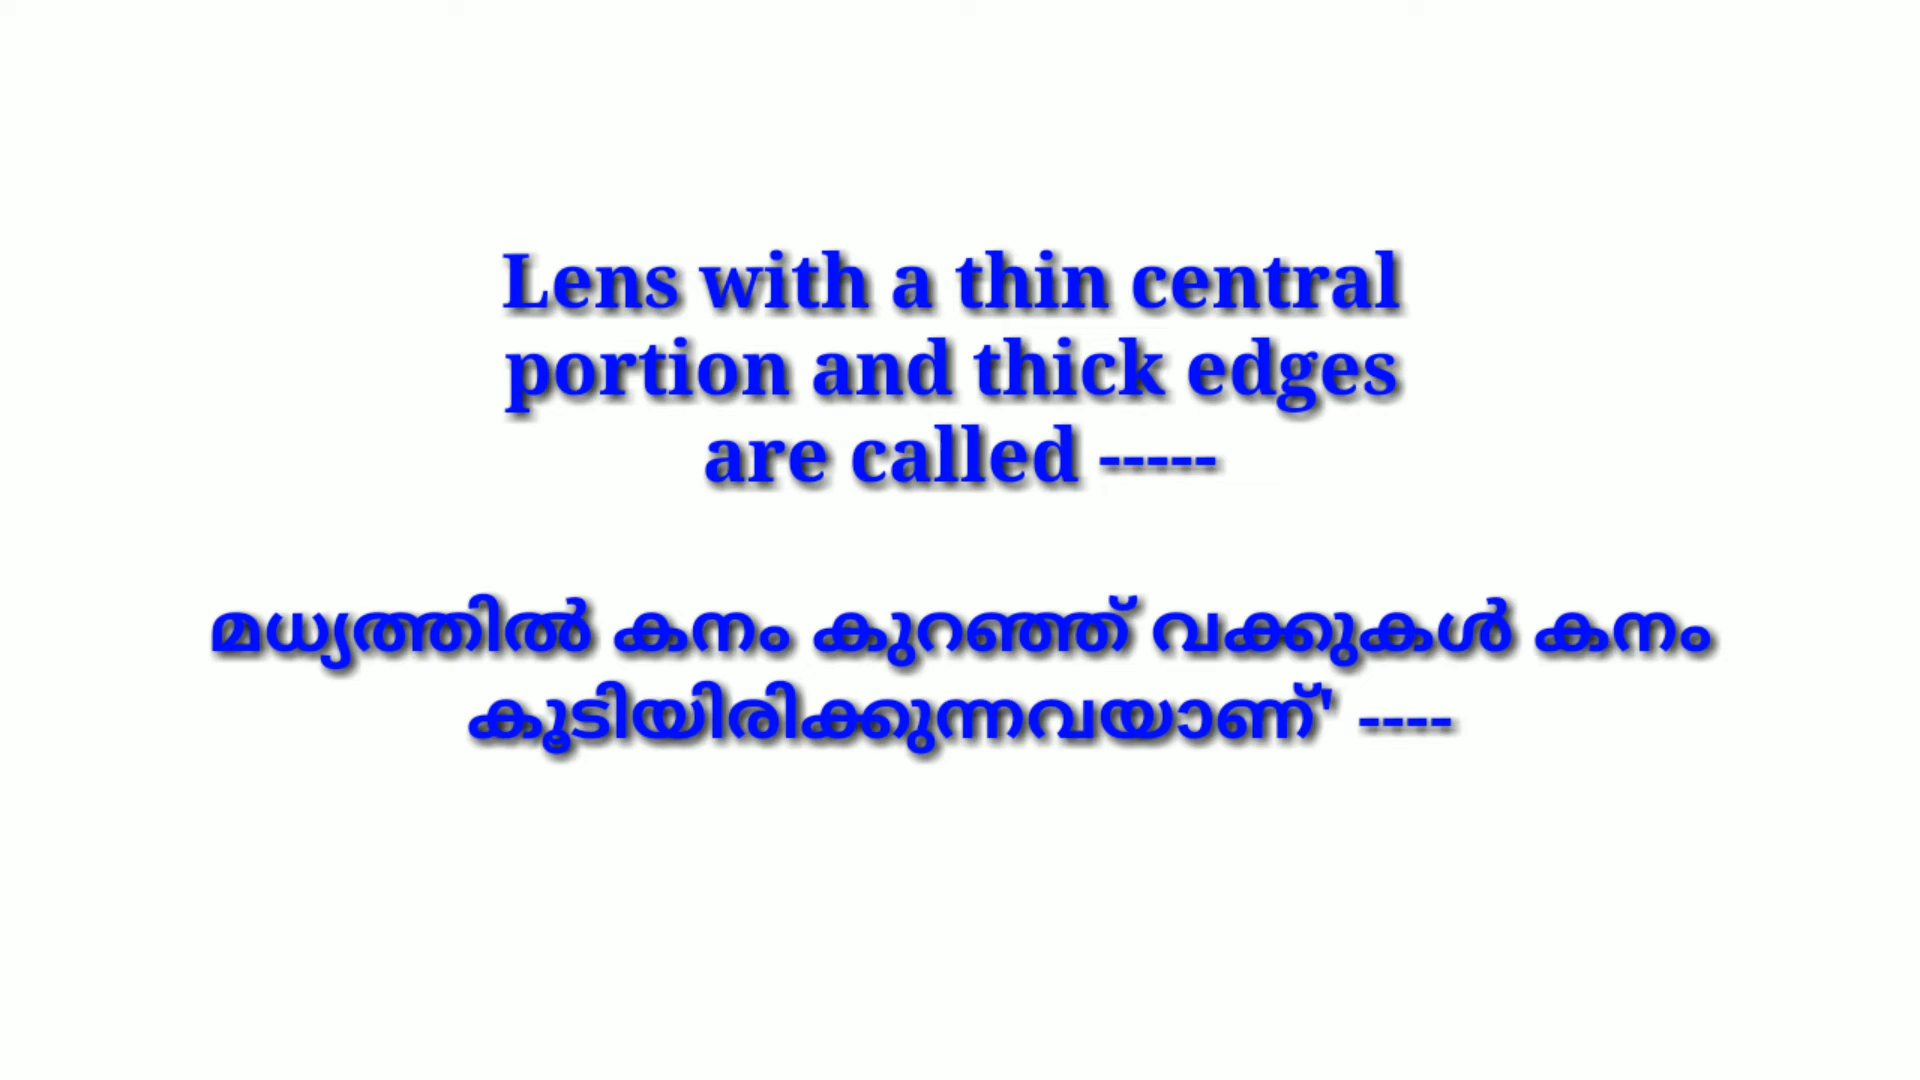 Lens with a thin central
portion and thick edges
are called -----
മധ്യത്തിൽ കനം കുറഞ്ഞ് വക്കുകൾ കനം
കൂടിയിരിക്കുന്നവയാണ്' ----